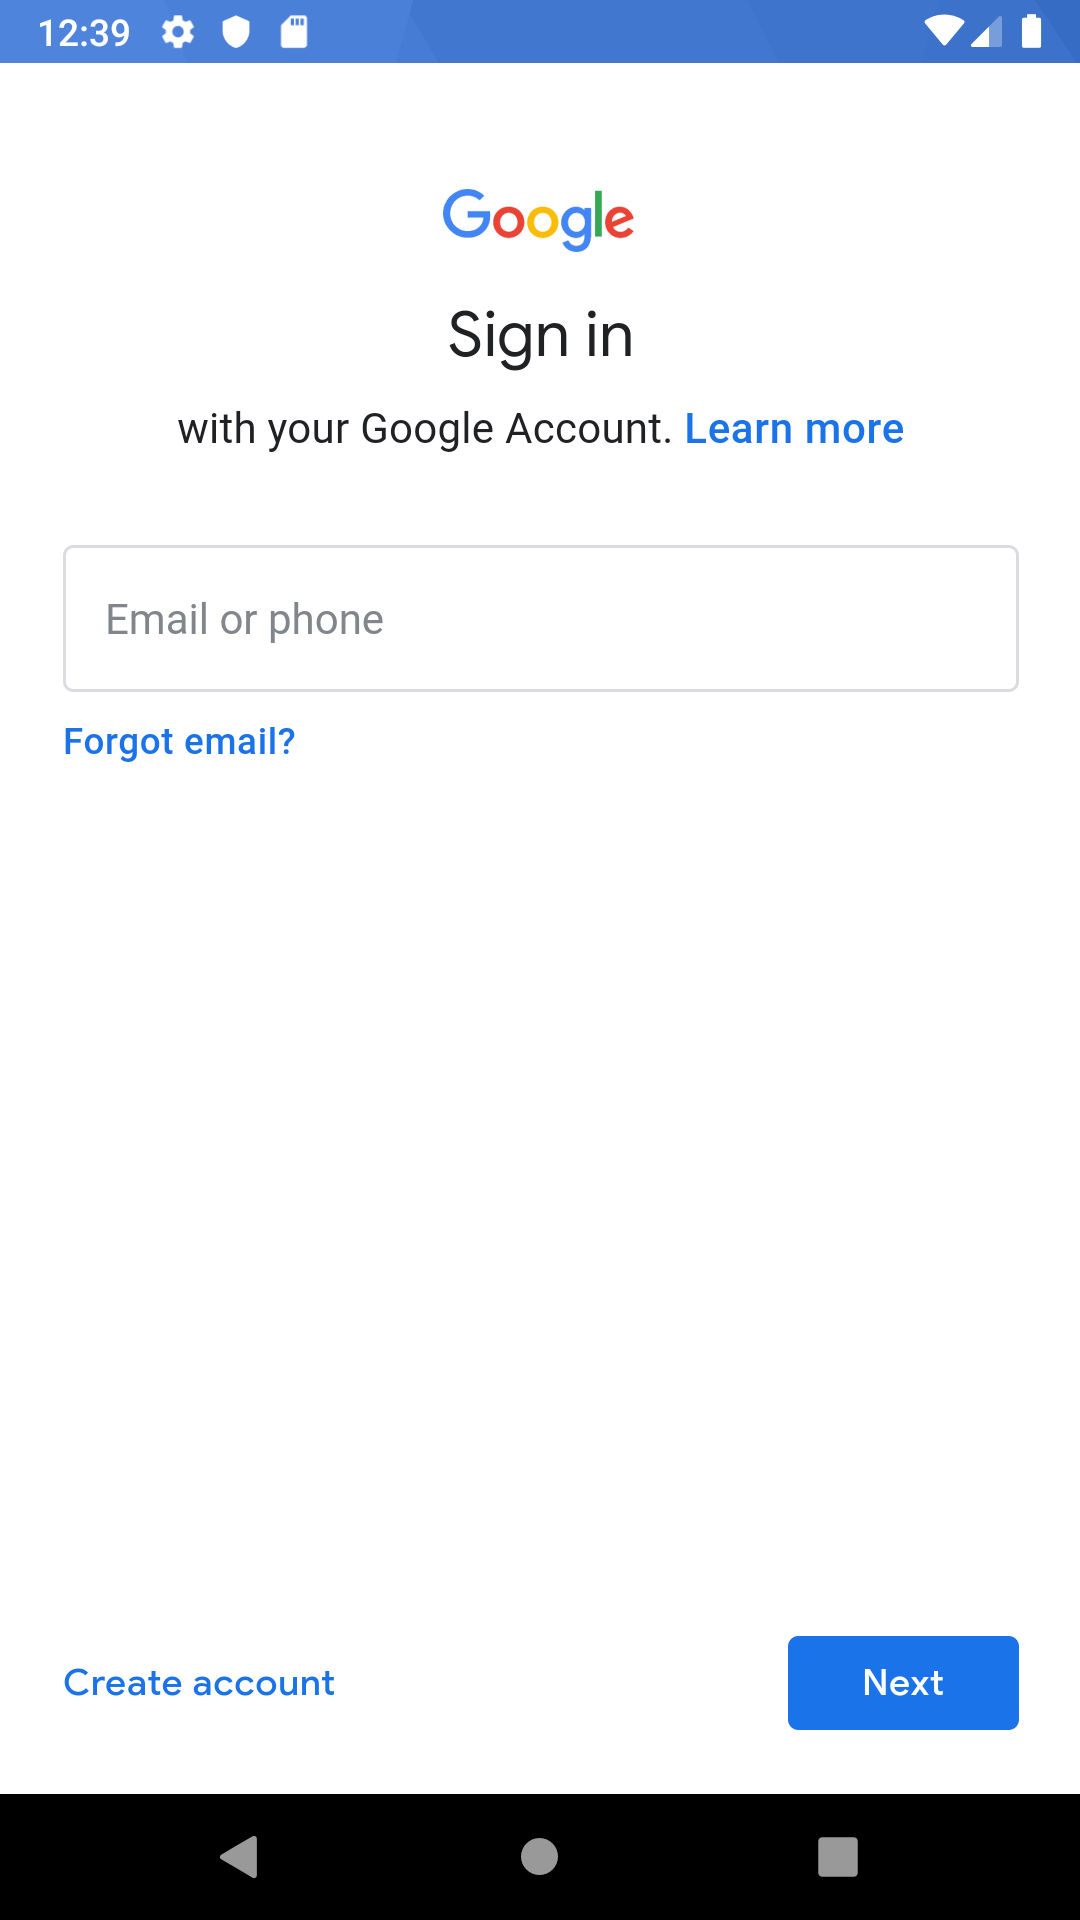 12:39
Google
Sign in
with your Google Account. Learn more
Email or phone
Forgot email?
Create account
Next